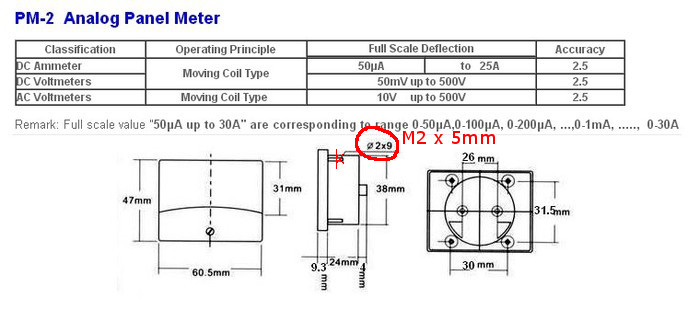 PM-2 Analog Panel Meter
Classification Operating Principle Full Scale Deflection Accuracy
DC Ammeter Moving Coil Type 50µA to 25A 2.5
DC Voltmeters 50mV up to 500V 2.5
AC Voltmeters Moving Coil Type 10V up to 500V 2.5
Remark: Full scale value "50µA up to 30A" are corresponding to range 0-50µA,0-100µA, 0-200µA, ...,0-1mA, ....., 0-30A
Ø2x9 M2 x 5mm
26 mm
31mm
38mm
47mm
31.5mm
24mm
9.3mm
4mm
60.5mm
30 mm